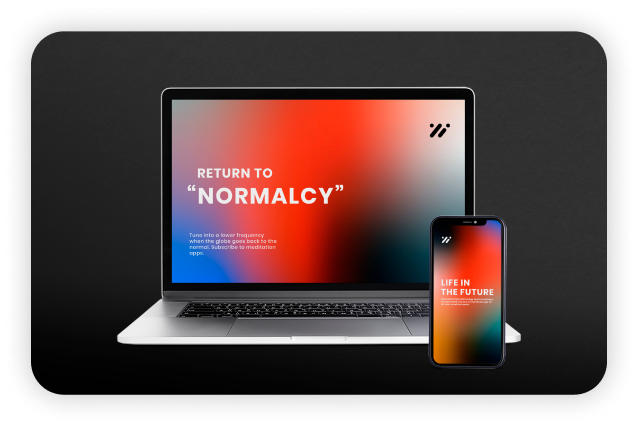 RETURN TO
“NORMALCY”
Tune into a lower frequency
when the globe goes back to the
normal. Subscribe to meditation
apps.
LIFE IN
THE FUTURE